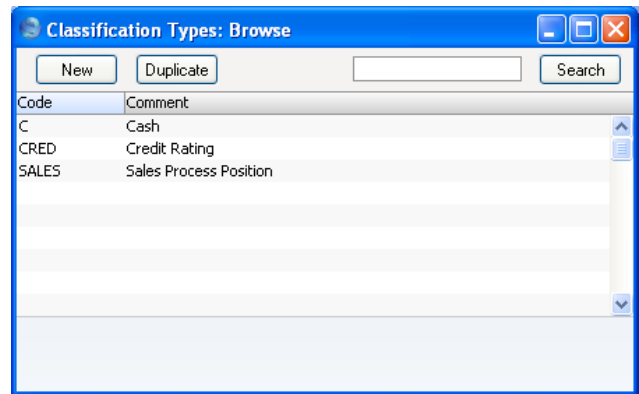 Classification Types: Browse
New Duplicate Search
Code Comment
C Cash
CRED Credit Rating
SALES Sales Process Position